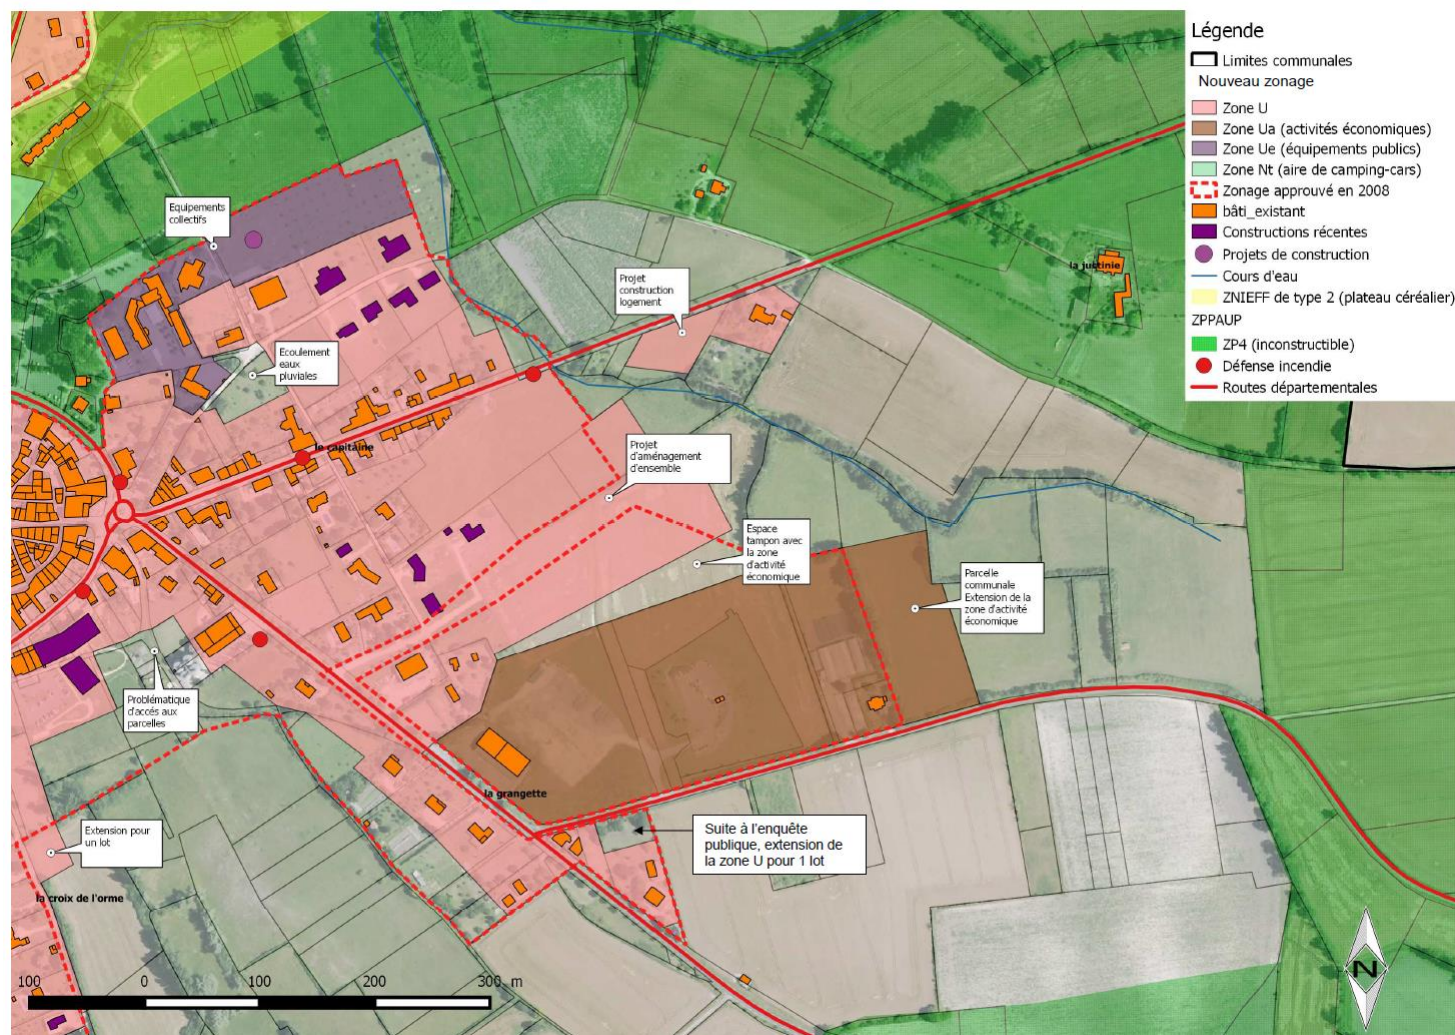 Légende
Limites communales
Nouveau zonage
Zone U
Zone Ua (activités économiques)
Zone Ue (équipements publics)
Zone Nt (aire de camping-cars)
Zonage approuvé en 2008
bâti_existant
Constructions récentes
Projets de construction
Cours d'eau
ZNIEFF de type 2 (plateau céréalier)
ZPPAUP
ZP4 (inconstructible)
Défense incendie
Routes départementales
Equipements
collectifs
Projet
construction
logement
la justinie
Ecoulement
eaux
pluviales
le capitaine
Projet
d'aménagement
d'ensemble
Espace
tampon avec
la zone
d'activité
économique
Parcelle
communale
Extension de la
zone d'activité
économique
Problématique
d'accés aux
parcelles
la grangette
Extension pour
un lot
Suite à l'enquête
publique, extension de
la zone U pour 1 lot
la croix de l'orme
100 0 100 200 300 m
N